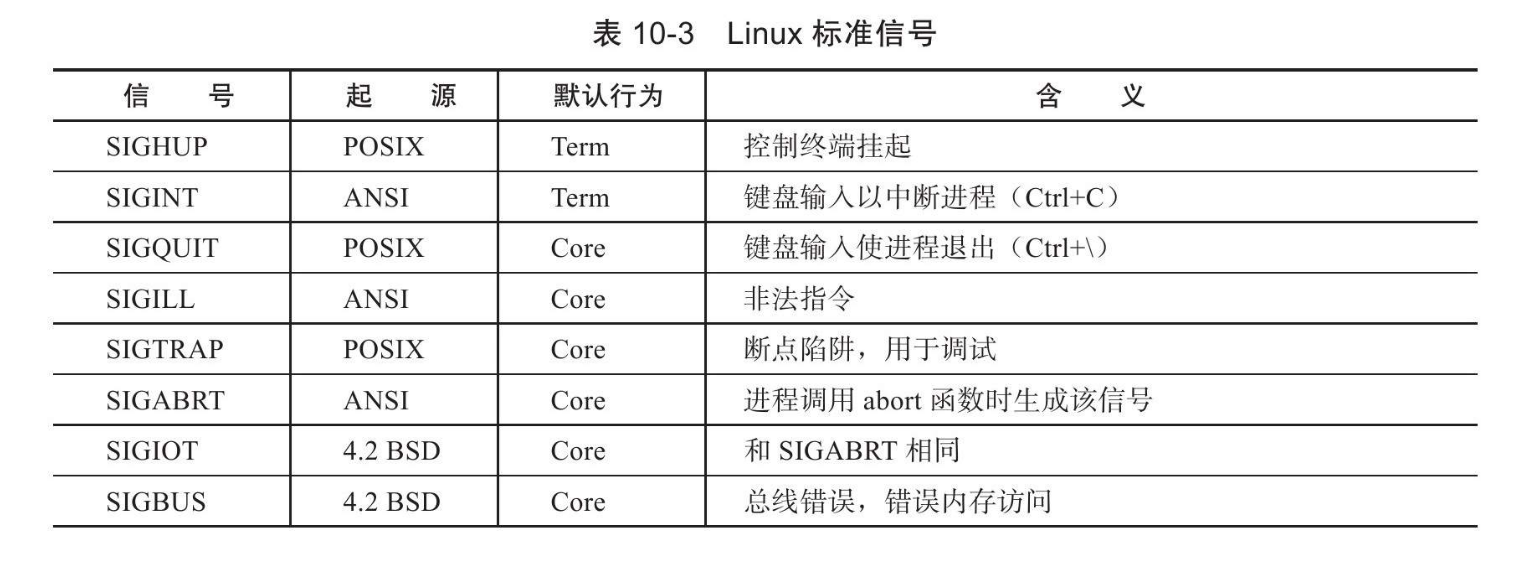 表 10-3 Linux 标准信号
信 号 起 源 默认行为 含 义
SIGHUP POSIX Term 控制终端挂起
SIGINT ANSI Term 键盘输入以中断进程（Ctrl+C）
SIGQUIT POSIX Core 键盘输入使进程退出（Ctrl+\）
SIGILL ANSI Core 非法指令
SIGTRAP POSIX Core 断点陷阱，用于调试
SIGABRT ANSI Core 进程调用 abort 函数时生成该信号
SIGIOT 4.2 BSD Core 和 SIGABRT 相同
SIGBUS 4.2 BSD Core 总线错误，错误内存访问